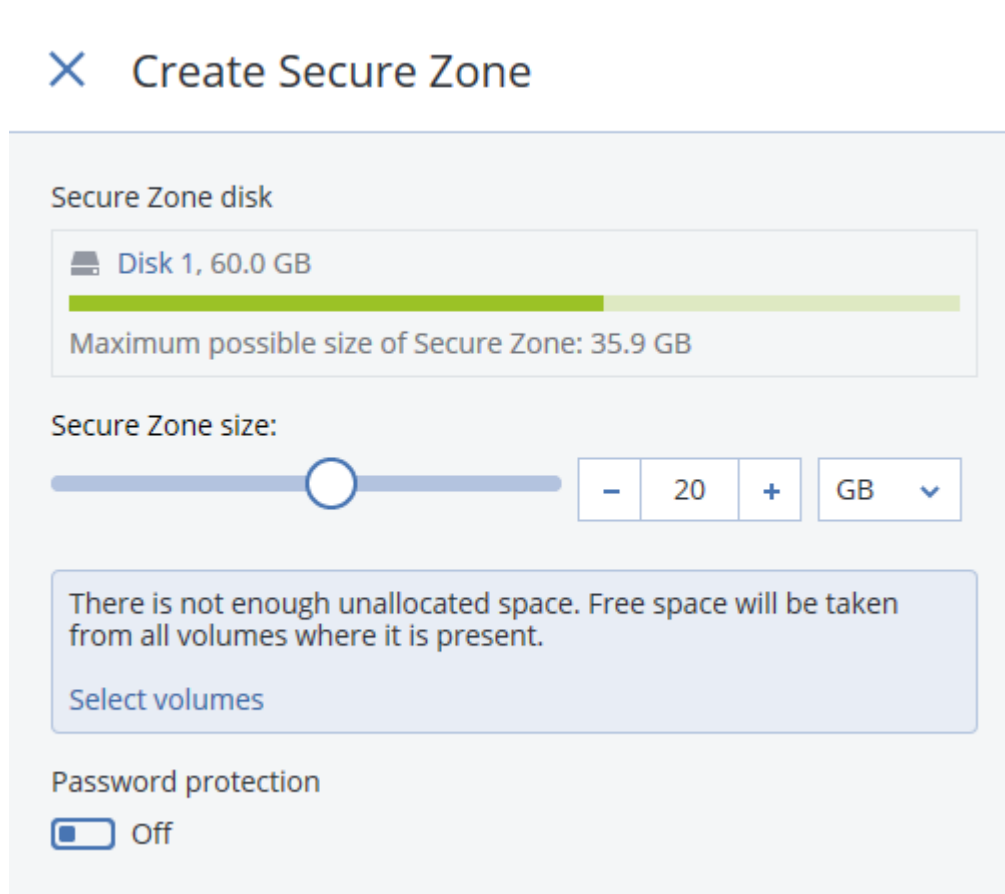 Create Secure Zone
Secure Zone disk
Disk 1, 60.0 GB
Maximum possible size of Secure Zone: 35.9 GB
Secure Zone size:
– 20 + GB
There is not enough unallocated space. Free space will be taken
from all volumes where it is present.
Select volumes
Password protection
Off